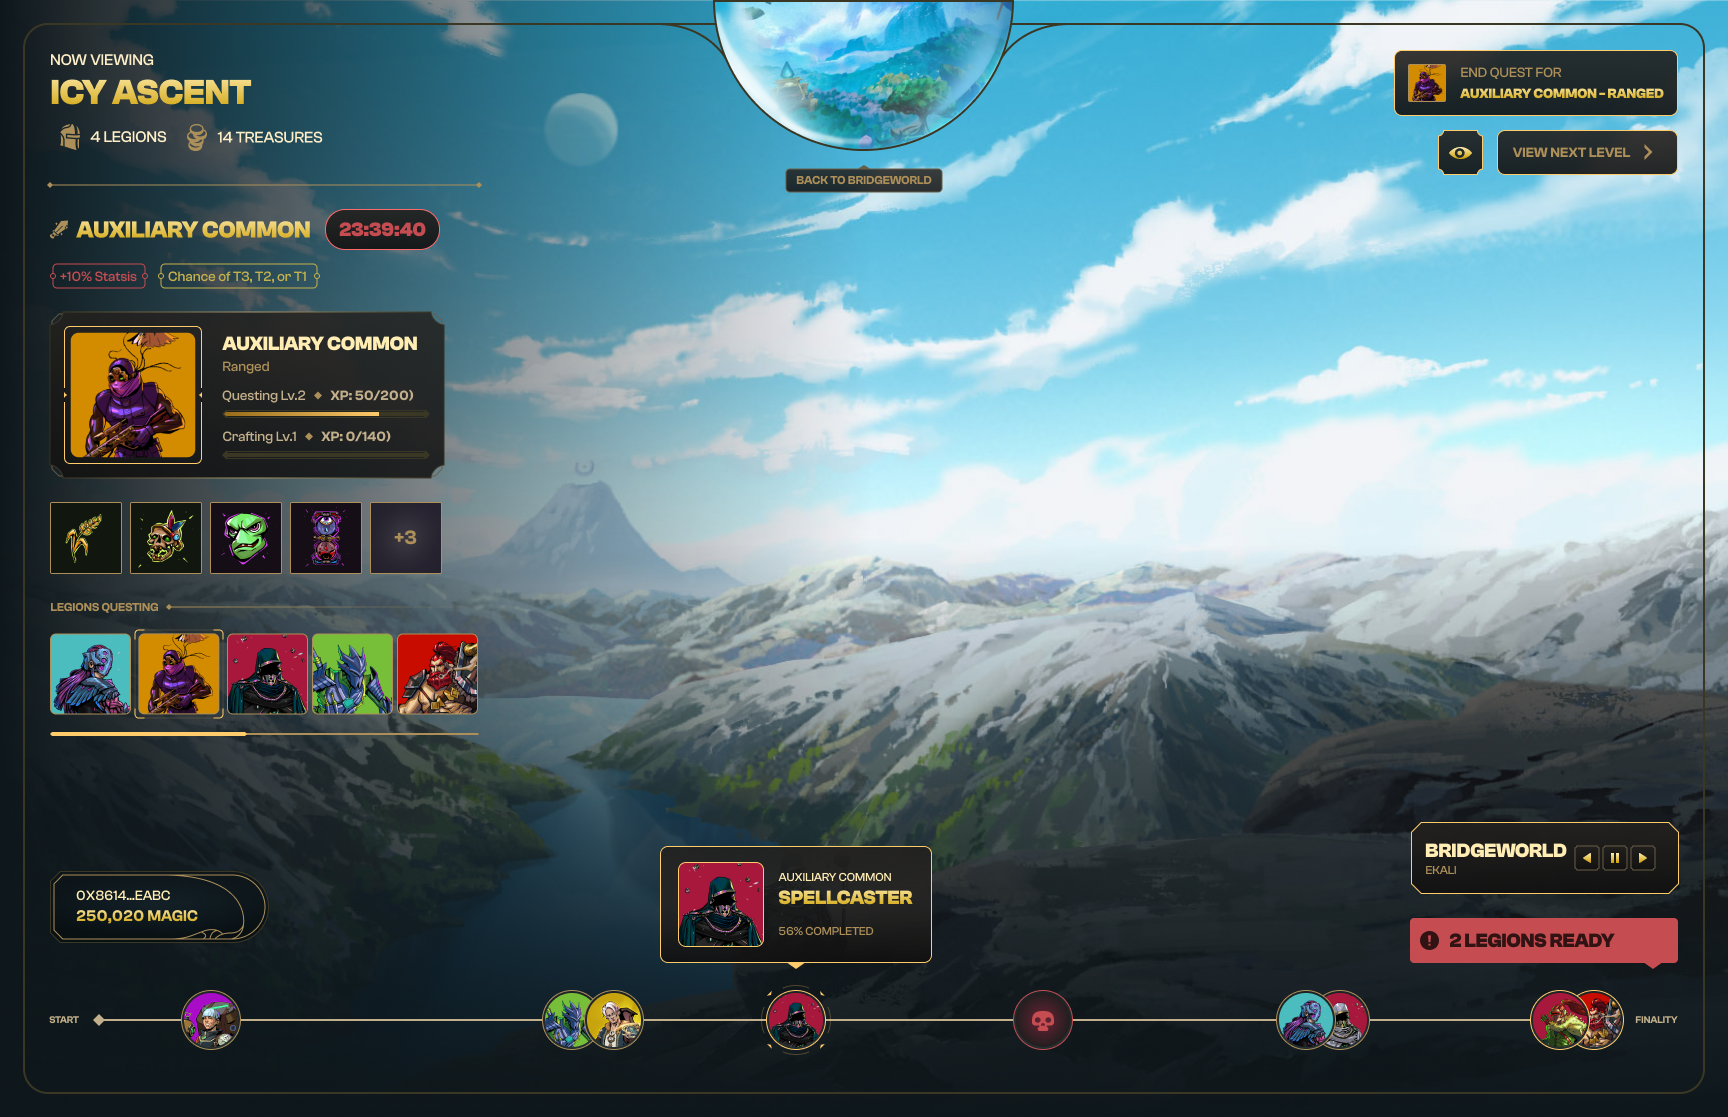 NOW VIEWING
ICY ASCENT
4 LEGIONS 14 TREASURES
AUXILIARY COMMON 23:39:40
+10% Statsis Chance of T3, T2, or T1
AUXILIARY COMMON
Ranged
Questing Lv.2 XP: 50/200)
Crafting Lv.1 XP: 0/140)
+3
LEGIONS QUESTING
BACK TO BRIDGEWORLD
END QUEST FOR
AUXILIARY COMMON - RANGED
VIEW NEXT LEVEL
0X8614...EABC
250,020 MAGIC
AUXILIARY COMMON
SPELLCASTER
56% COMPLETED
BRIDGEWORLD
EKALI
2 LEGIONS READY
START
FINALITY